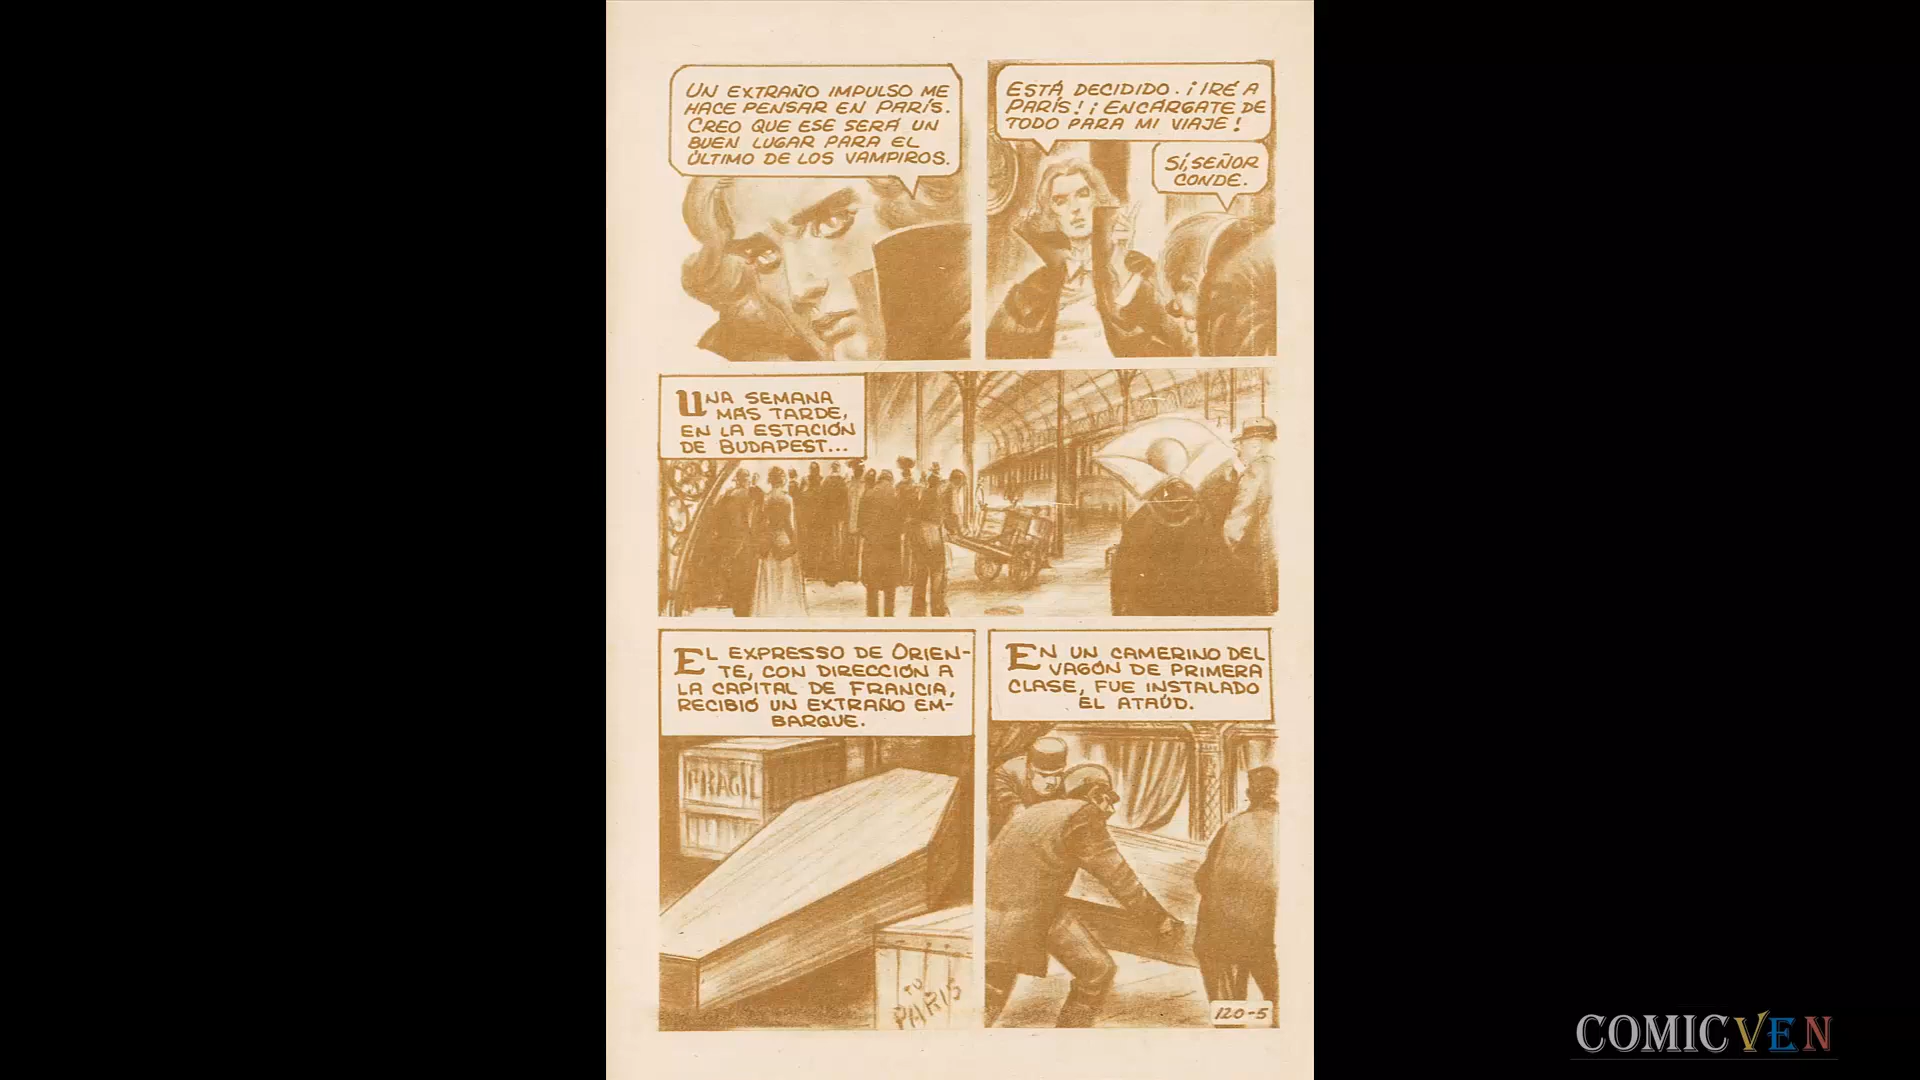 UN EXTRAÑO IMPULSO ME
HACE PENSAR EN PARÍS.
CREO QUE ESE SERÁ UN
BUEN LUGAR PARA EL
ÚLTIMO DE LOS VAMPIROS.
ESTÁ DECIDIDO. ¡IRÉ A
PARÍS! ¡ENCÁRGATE DE
TODO PARA MI VIAJE!
SÍ, SEÑOR
CONDE.
UNA SEMANA
MÁS TARDE,
EN LA ESTACIÓN
DE BUDAPEST...
EL EXPRESSO DE ORIEN-
TE, CON DIRECCIÓN A
LA CAPITAL DE FRANCIA,
RECIBIÓ UN EXTRAÑO EM-
BARQUE.
FRAGIL
TO
PARIS
EN UN CAMERINO DEL
VAGÓN DE PRIMERA
CLASE, FUE INSTALADO
EL ATAÚD.
120-5
COMICVEN